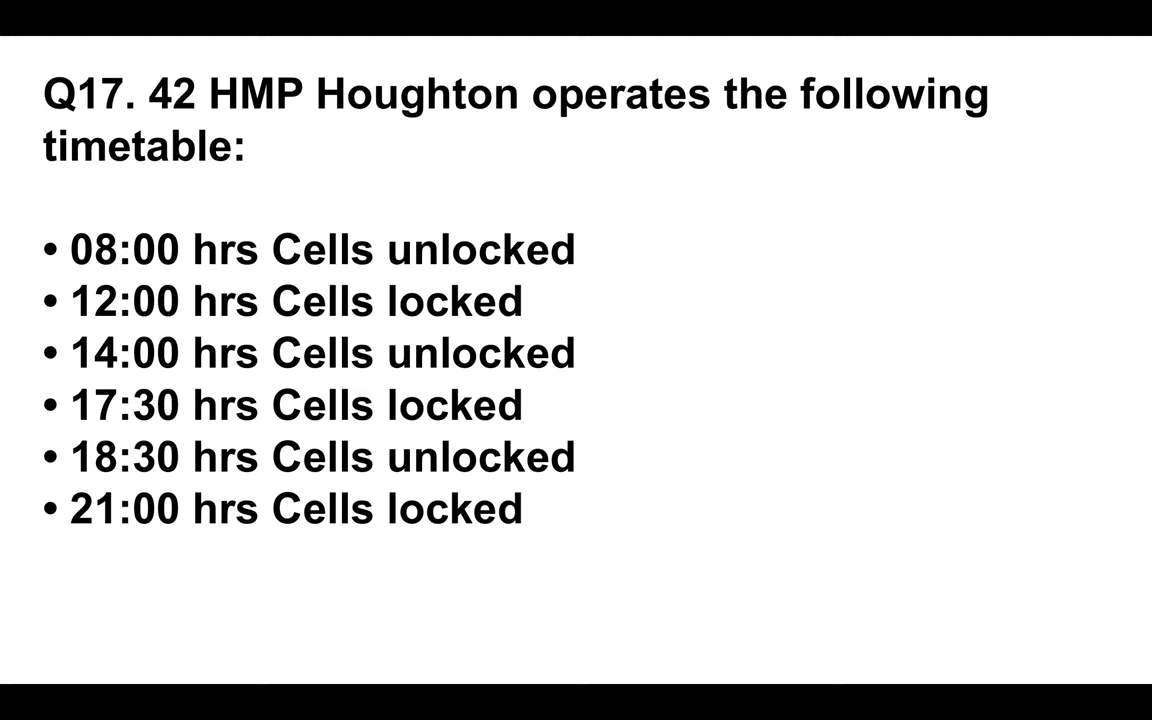 Q17. 42 HMP Houghton operates the following
timetable:
• 08:00 hrs Cells unlocked
• 12:00 hrs Cells locked
• 14:00 hrs Cells unlocked
• 17:30 hrs Cells locked
• 18:30 hrs Cells unlocked
• 21:00 hrs Cells locked